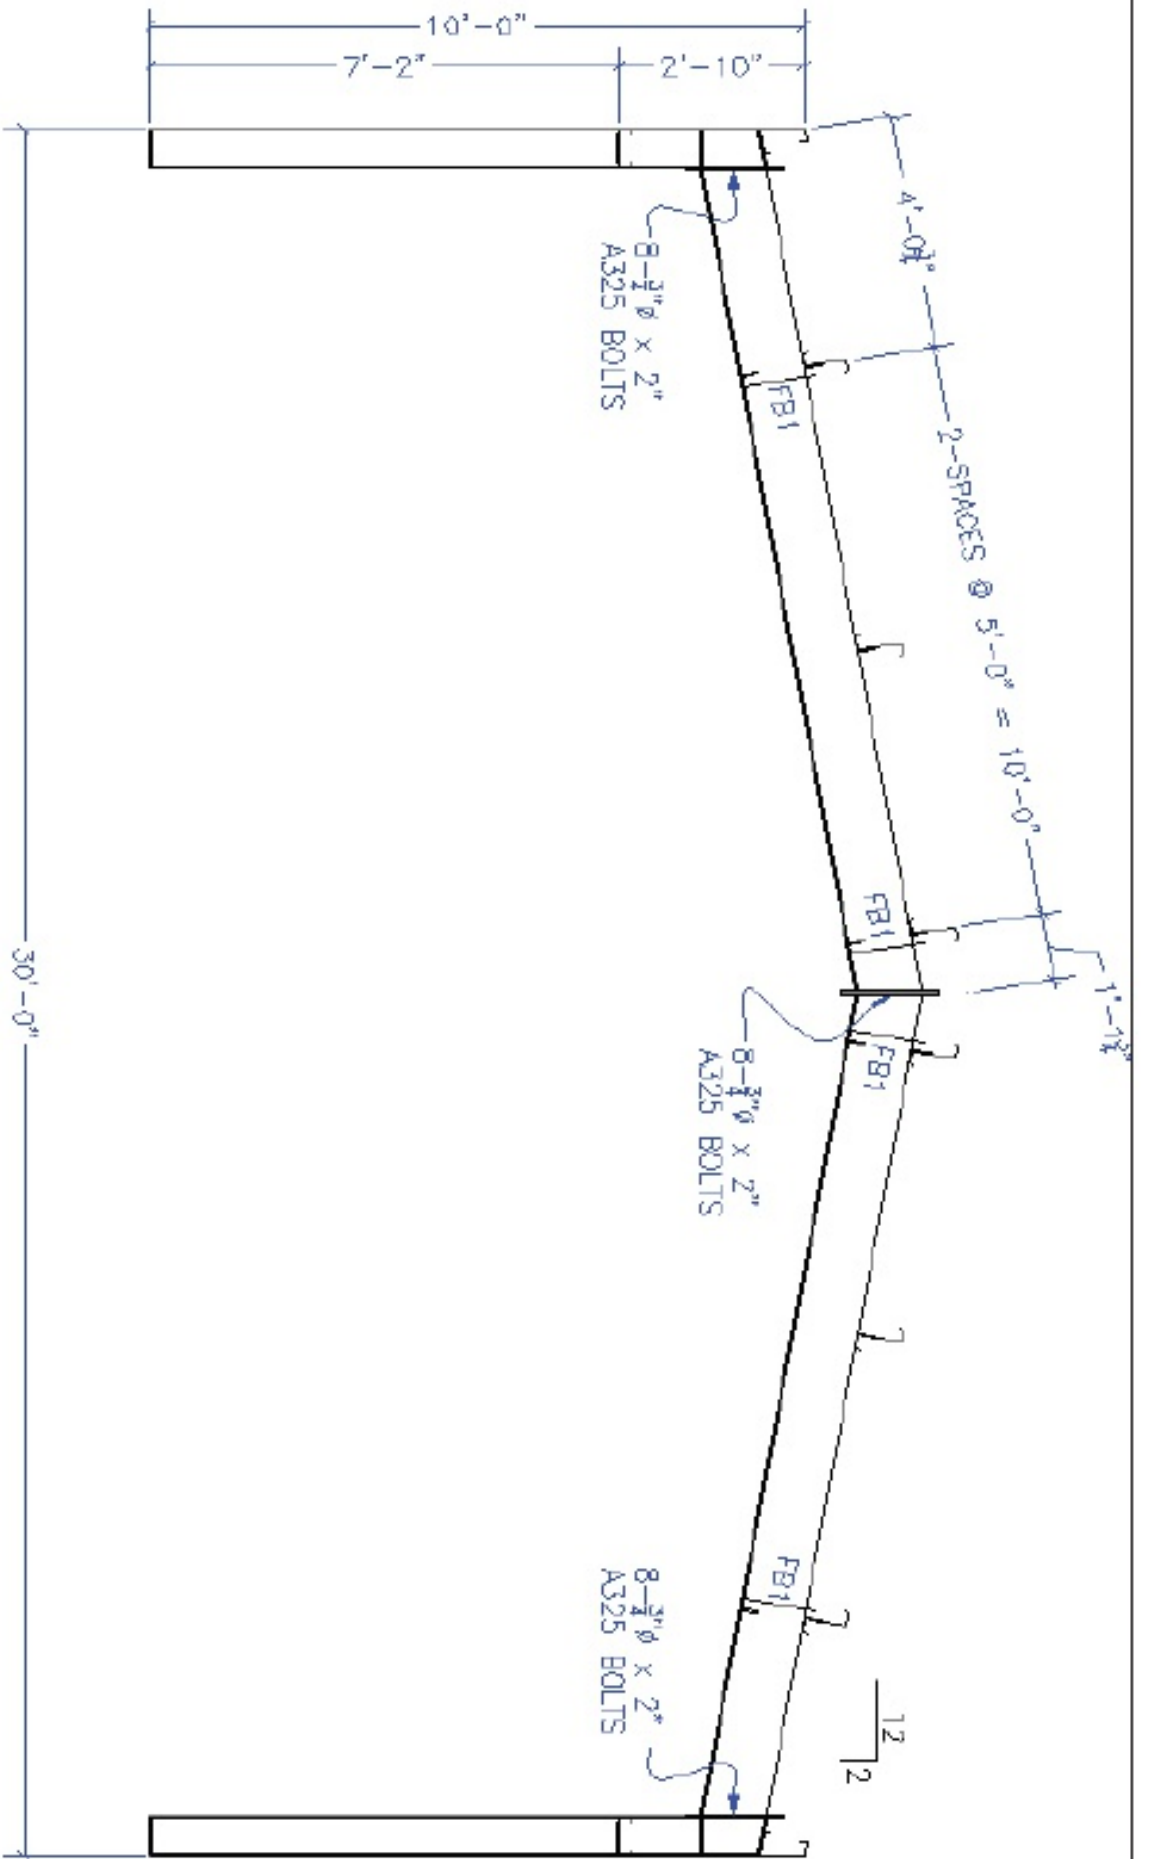 10'-0"
7'-2"
2'-10"
4'-0¾"
2-SPACES @ 5'-0" = 10'-0"
1'-1¾"
FB1
FB1
FB1
FB1
8-¾"ø x 2"
A325 BOLTS
8-¾"ø x 2"
A325 BOLTS
8-¾"ø x 2"
A325 BOLTS
12
2
30'-0"